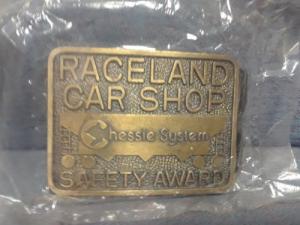 RACELAND
CAR SHOP
Chessie System
SAFETY AWARD